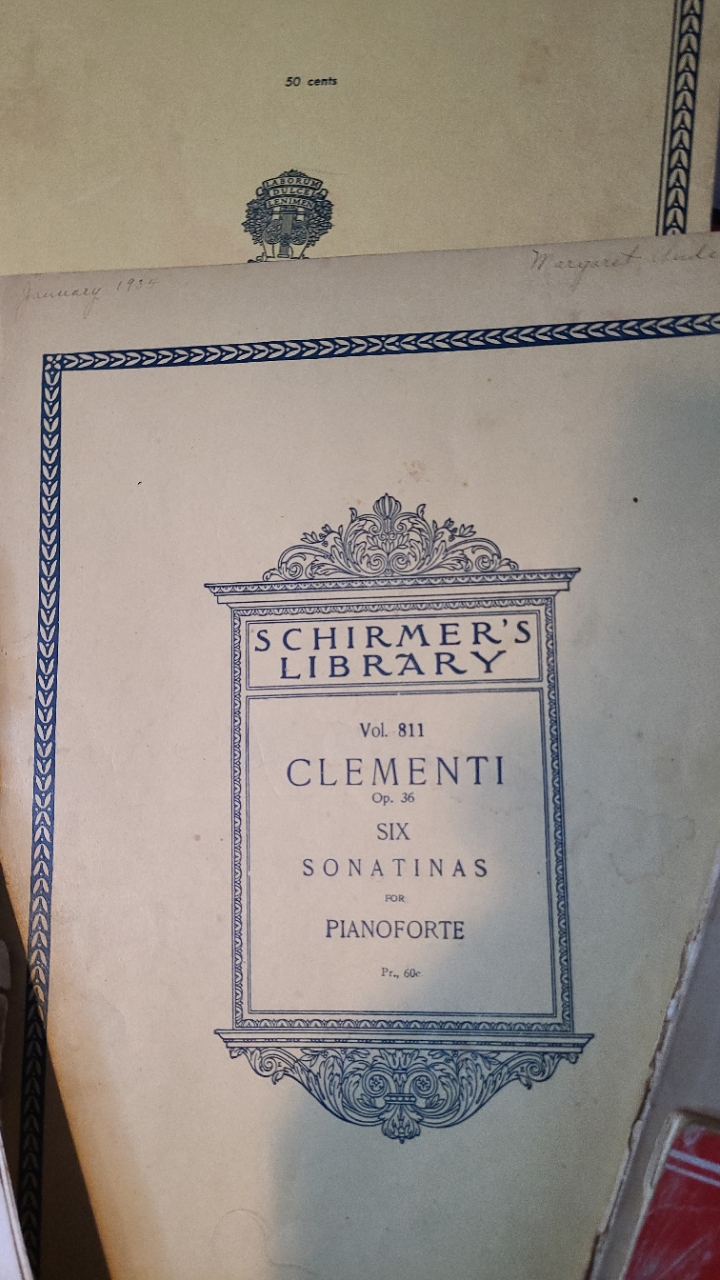 50 cents
LABORUM
DULCE
LENIMEN
January 1934
Margaret
SCHIRMER'S
LIBRARY
Vol. 811
CLEMENTI
Op. 36
SIX
SONATINAS
FOR
PIANOFORTE
Pr., 60c